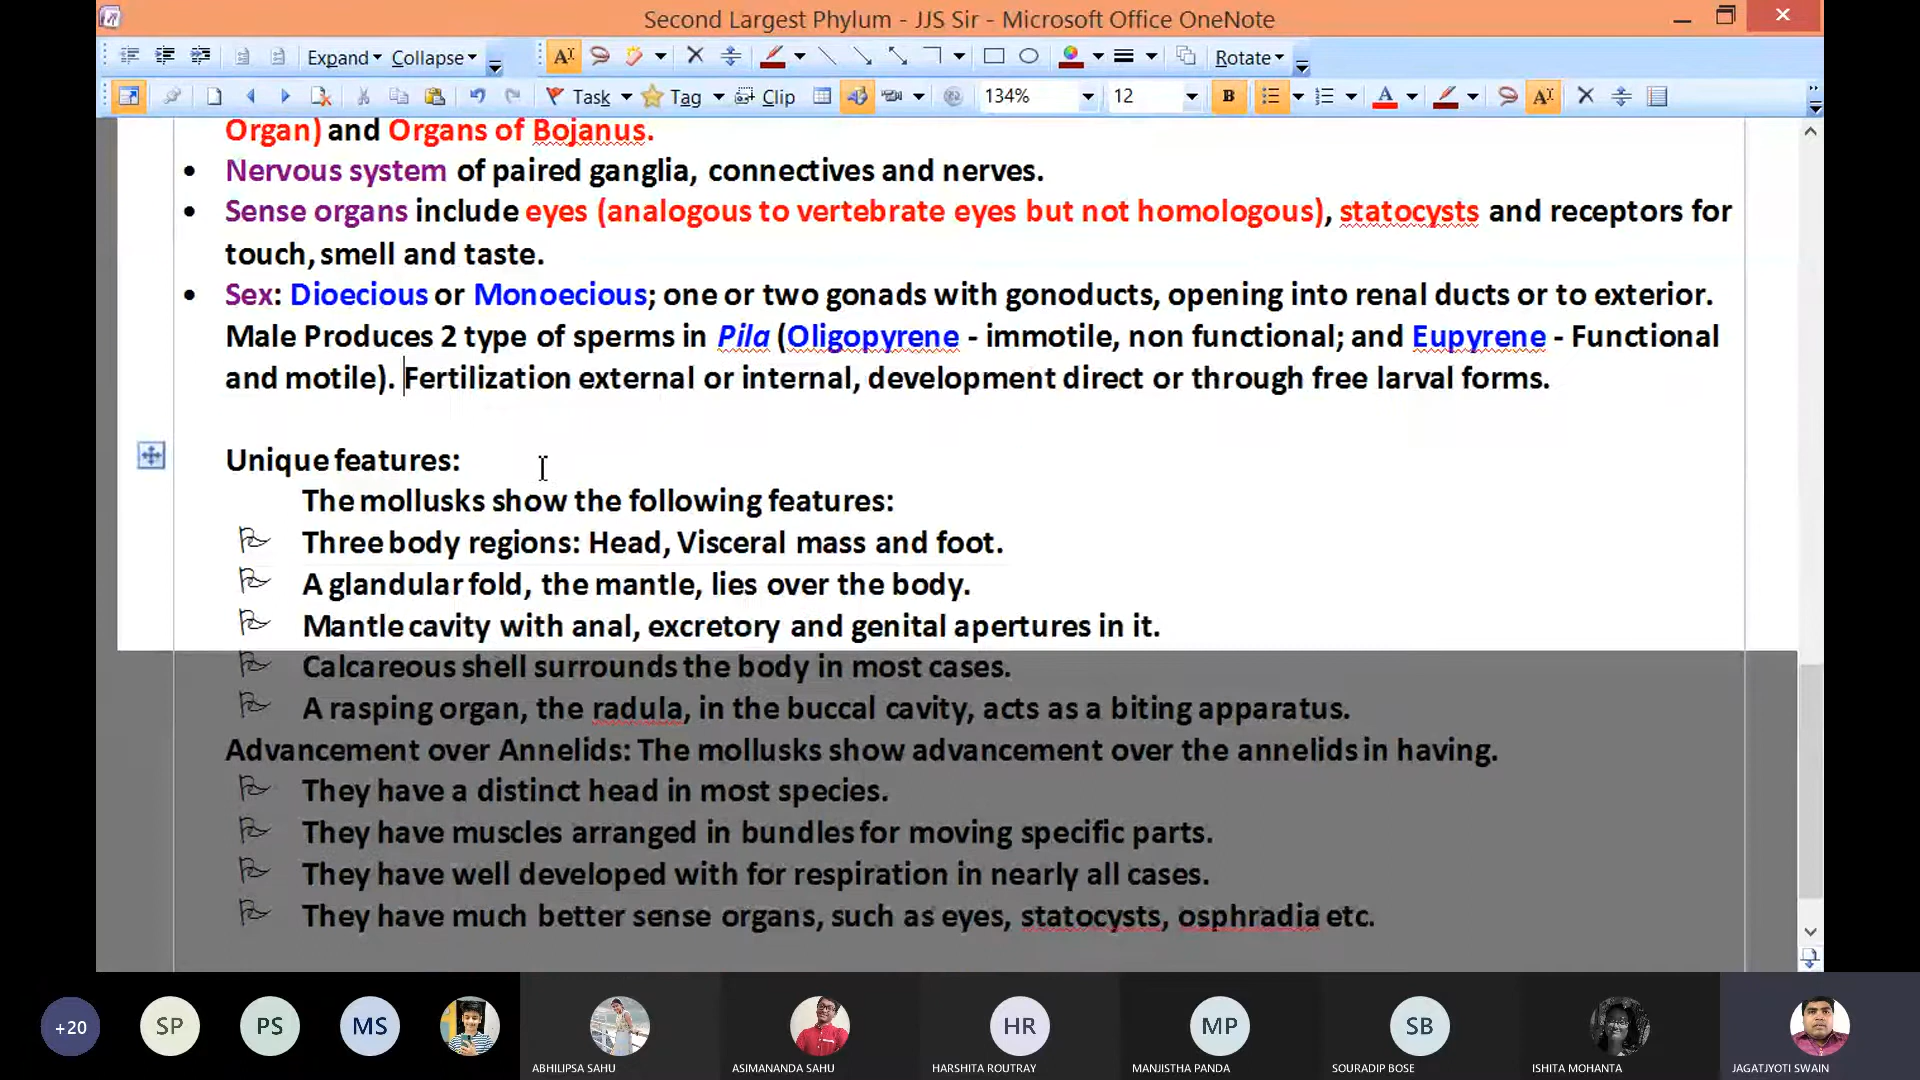 Second Largest Phylum - JJS Sir - Microsoft Office OneNote
Expand Collapse Rotate
Task Tag Clip 134% 12 B A
Organ) and Organs of Bojanus.
• Nervous system of paired ganglia, connectives and nerves.
• Sense organs include eyes (analogous to vertebrate eyes but not homologous), statocysts and receptors for
touch, smell and taste.
• Sex: Dioecious or Monoecious; one or two gonads with gonoducts, opening into renal ducts or to exterior.
Male Produces 2 type of sperms in Pila (Oligopyrene - immotile, non functional; and Eupyrene - Functional
and motile). Fertilization external or internal, development direct or through free larval forms.
Unique features:
The mollusks show the following features:
Three body regions: Head, Visceral mass and foot.
A glandular fold, the mantle, lies over the body.
Mantle cavity with anal, excretory and genital apertures in it.
Calcareous shell surrounds the body in most cases.
A rasping organ, the radula, in the buccal cavity, acts as a biting apparatus.
Advancement over Annelids: The mollusks show advancement over the annelids in having.
They have a distinct head in most species.
They have muscles arranged in bundles for moving specific parts.
They have well developed with for respiration in nearly all cases.
They have much better sense organs, such as eyes, statocysts, osphradia etc.
+20 SP PS MS HR MP SB
ABHILIPSA SAHU ASIMANANDA SAHU HARSHITA ROUTRAY MANJISTHA PANDA SOURADIP BOSE ISHITA MOHANTA JAGATJYOTI SWAIN